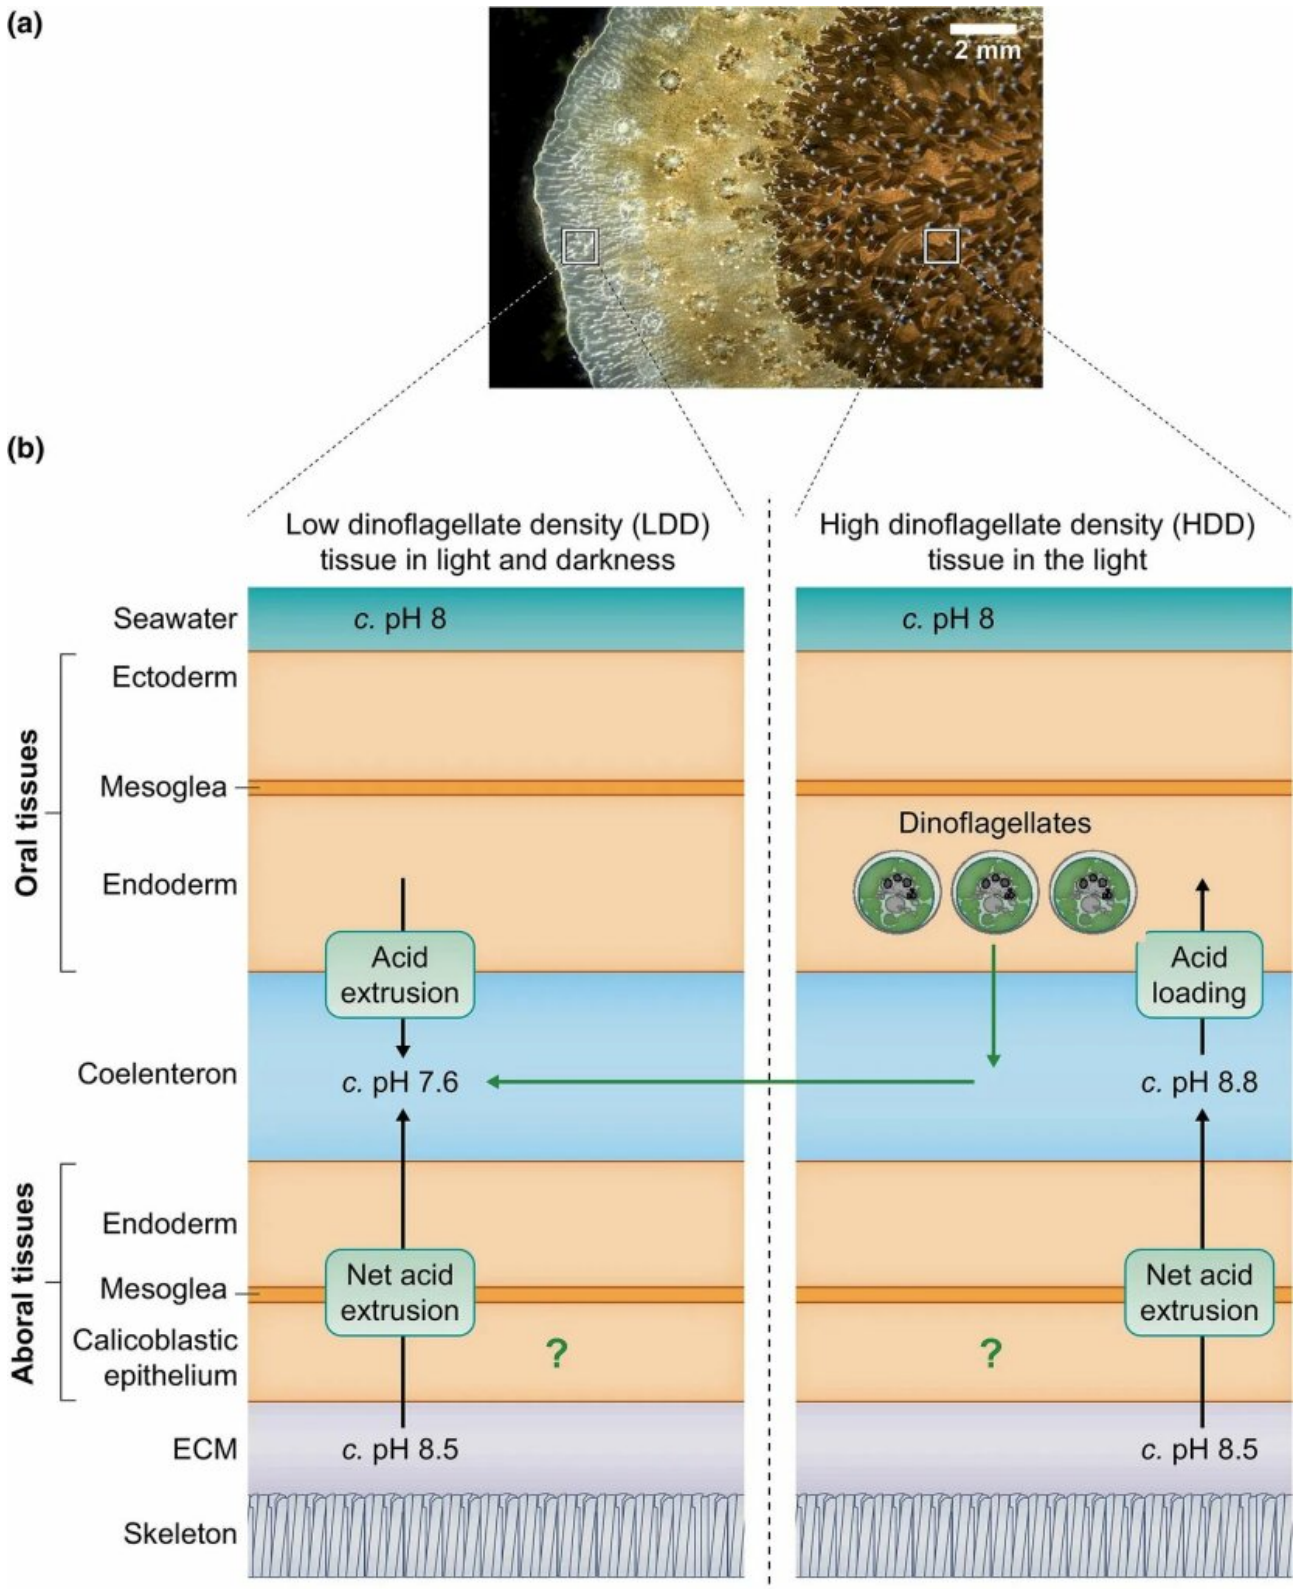 (a)
2 mm
(b)
Low dinoflagellate density (LDD)
tissue in light and darkness
High dinoflagellate density (HDD)
tissue in the light
Seawater
c. pH 8
c. pH 8
Oral tissues
Ectoderm
Mesoglea
Endoderm
Dinoflagellates
Acid
extrusion
Acid
loading
Coelenteron
c. pH 7.6
c. pH 8.8
Aboral tissues
Endoderm
Mesoglea
Calicoblastic
epithelium
Net acid
extrusion
?
?
Net acid
extrusion
ECM
c. pH 8.5
c. pH 8.5
Skeleton